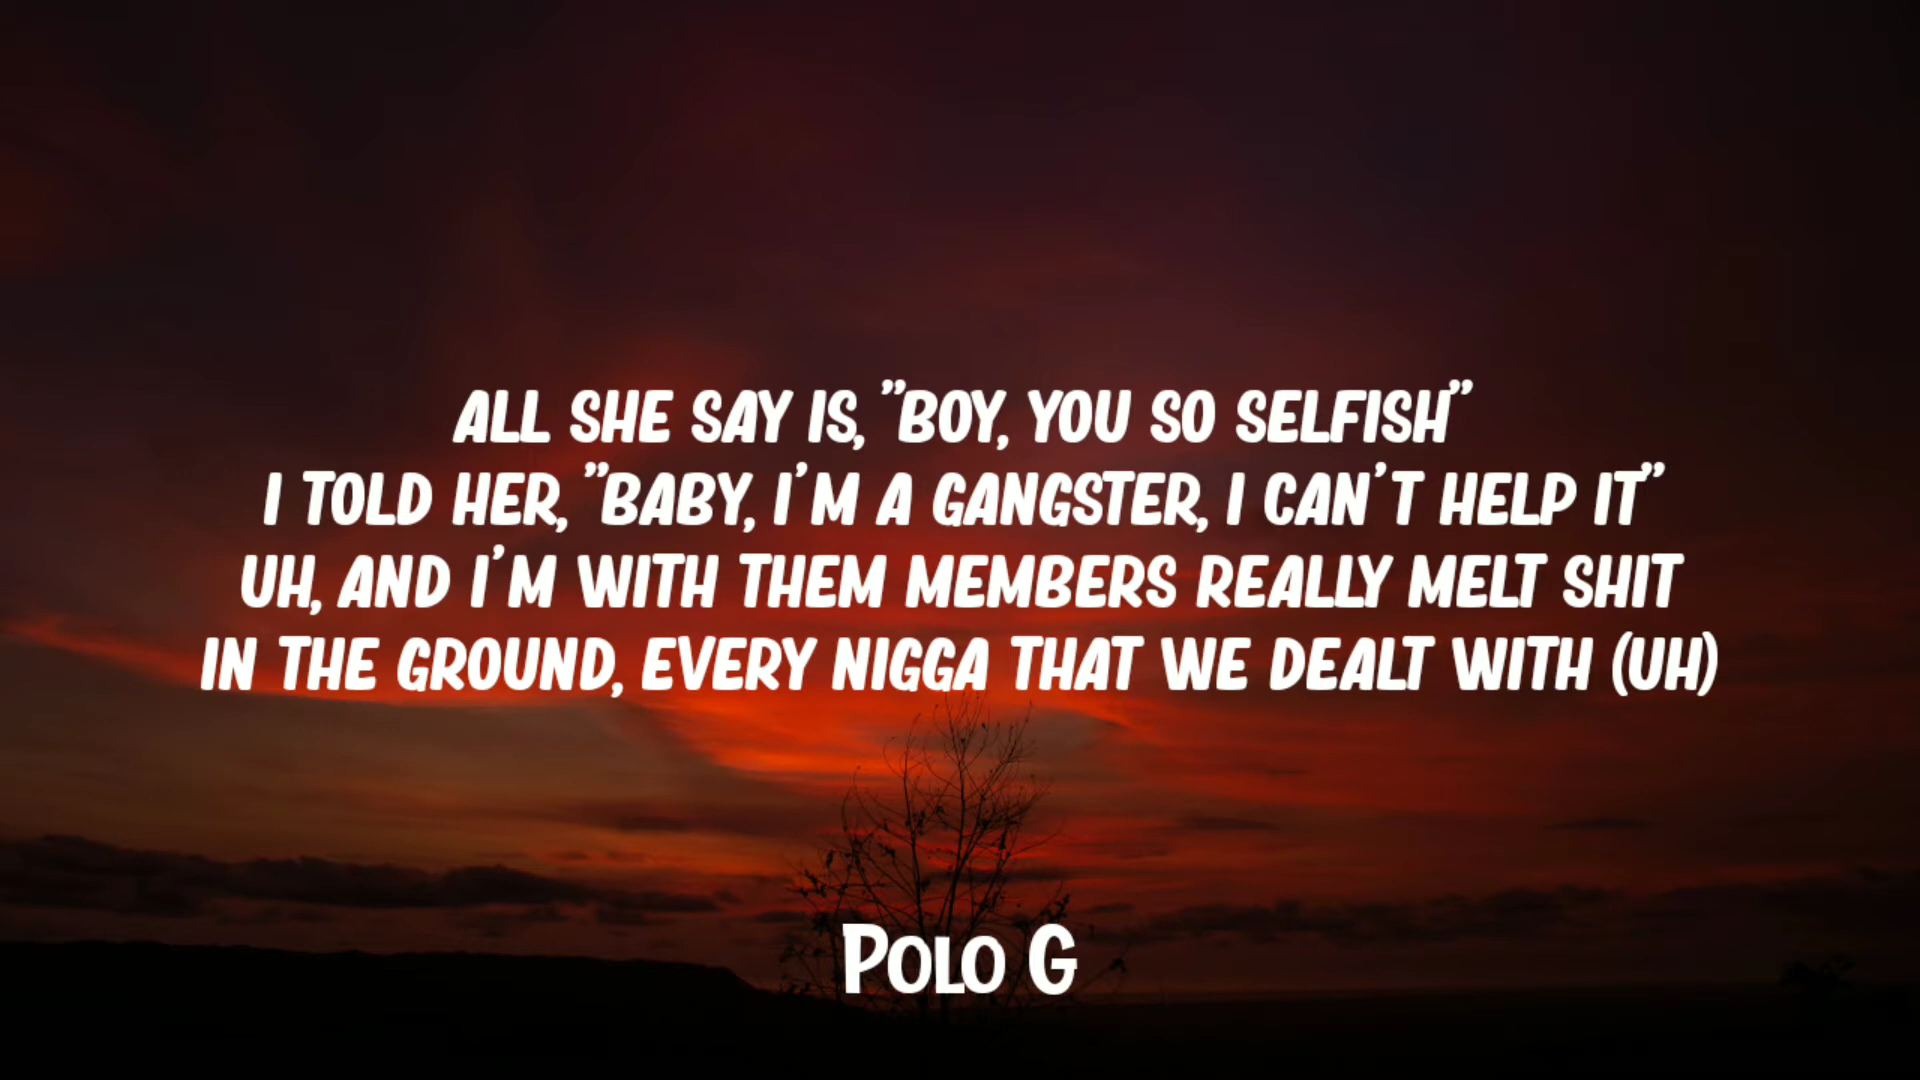 ALL SHE SAY IS, "BOY, YOU SO SELFISH"
I TOLD HER, "BABY, I'M A GANGSTER, I CAN'T HELP IT"
UH, AND I'M WITH THEM MEMBERS REALLY MELT SHIT
IN THE GROUND, EVERY NIGGA THAT WE DEALT WITH (UH)
POLO G